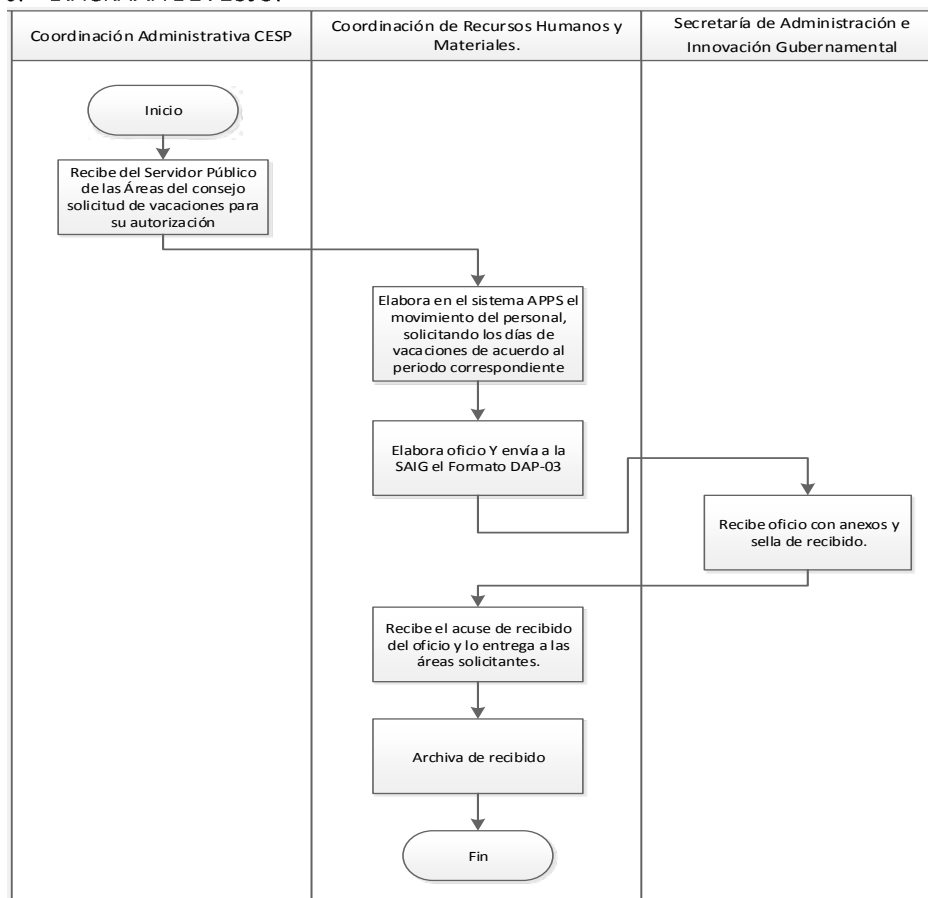 Coordinación Administrativa CESP
Coordinación de Recursos Humanos y
Materiales.
Secretaría de Administración e
Innovación Gubernamental
Inicio
Recibe del Servidor Público
de las Áreas del consejo
solicitud de vacaciones para
su autorización
Elabora en el sistema APPS el
movimiento del personal,
solicitando los días de
vacaciones de acuerdo al
periodo correspondiente
Elabora oficio Y envía a la
SAIG el Formato DAP-03
Recibe oficio con anexos y
sella de recibido.
Recibe el acuse de recibido
del oficio y lo entrega a las
áreas solicitantes.
Archiva de recibido
Fin